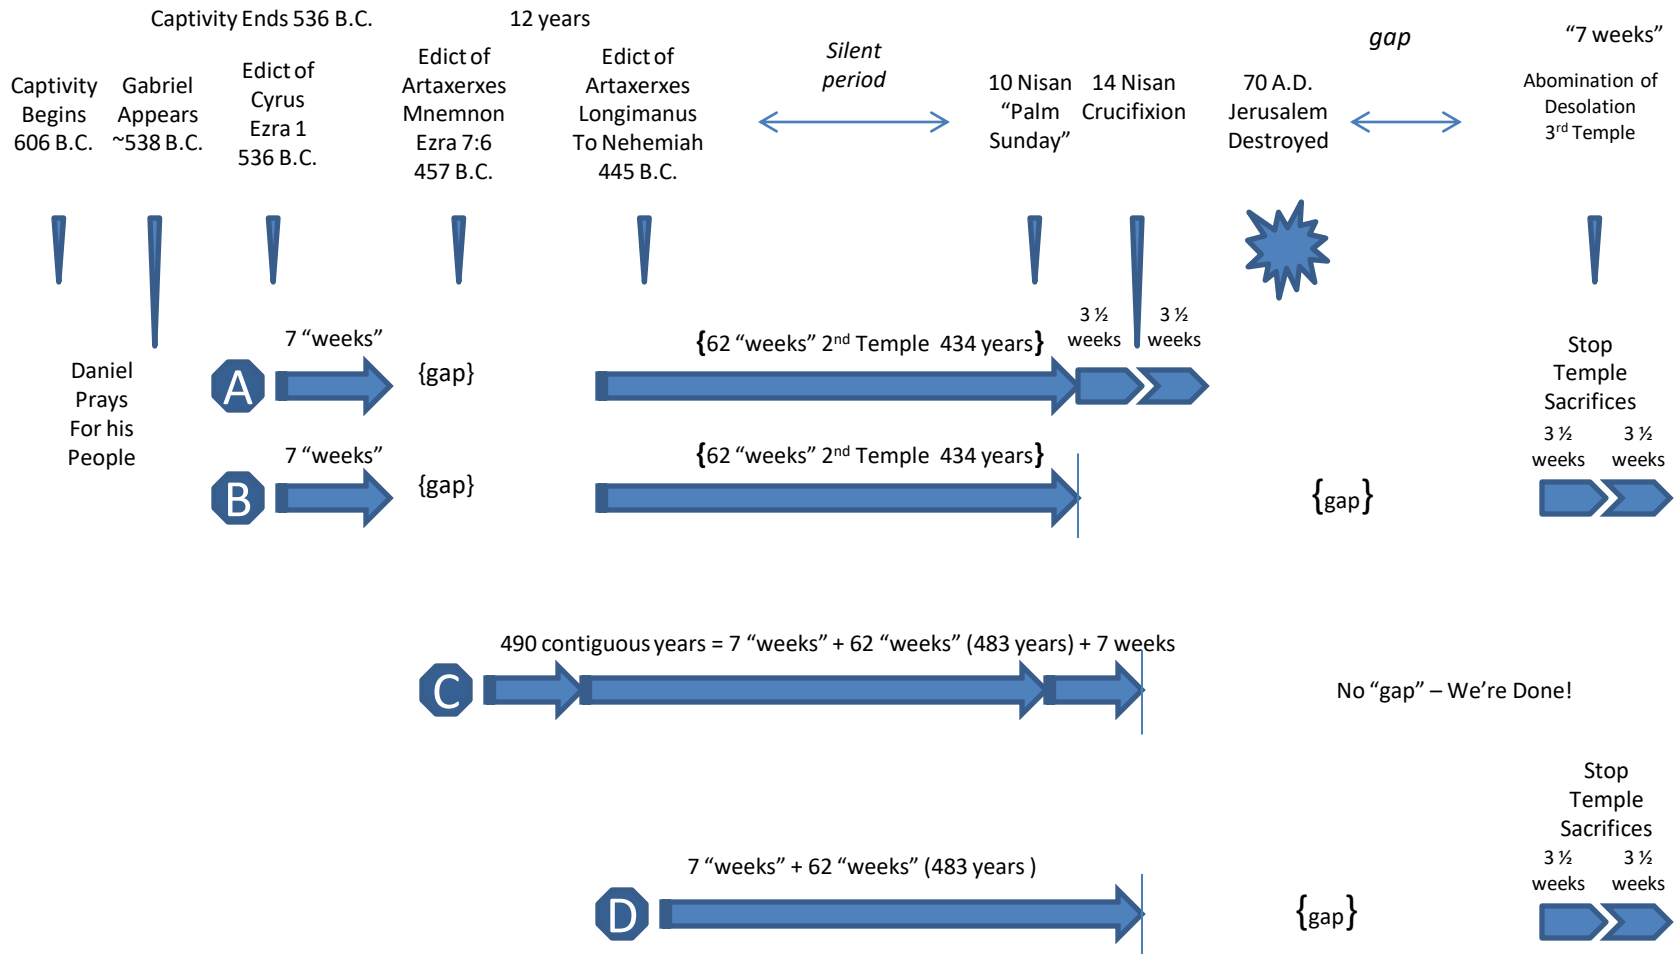 Captivity Ends 536 B.C.
12 years
Captivity
Begins
606 B.C.
Gabriel
Appears
~538 B.C.
Edict of
Cyrus
Ezra 1
536 B.C.
Edict of
Artaxerxes
Mnemnon
Ezra 7:6
457 B.C.
Edict of
Artaxerxes
Longimanus
To Nehemiah
445 B.C.
Silent
period
10 Nisan
“Palm
Sunday”
14 Nisan
Crucifixion
70 A.D.
Jerusalem
Destroyed
gap
“7 weeks”
Abomination of
Desolation
3rd Temple
Daniel
Prays
For his
People
A
7 “weeks”
{gap}
{62 “weeks” 2nd Temple 434 years}
3 ½
weeks
3 ½
weeks
Stop
Temple
Sacrifices
3 ½
weeks
3 ½
weeks
B
7 “weeks”
{gap}
{62 “weeks” 2nd Temple 434 years}
{gap}
490 contiguous years = 7 “weeks” + 62 “weeks” (483 years) + 7 weeks
C
No “gap” – We’re Done!
D
7 “weeks” + 62 “weeks” (483 years )
{gap}
Stop
Temple
Sacrifices
3 ½
weeks
3 ½
weeks